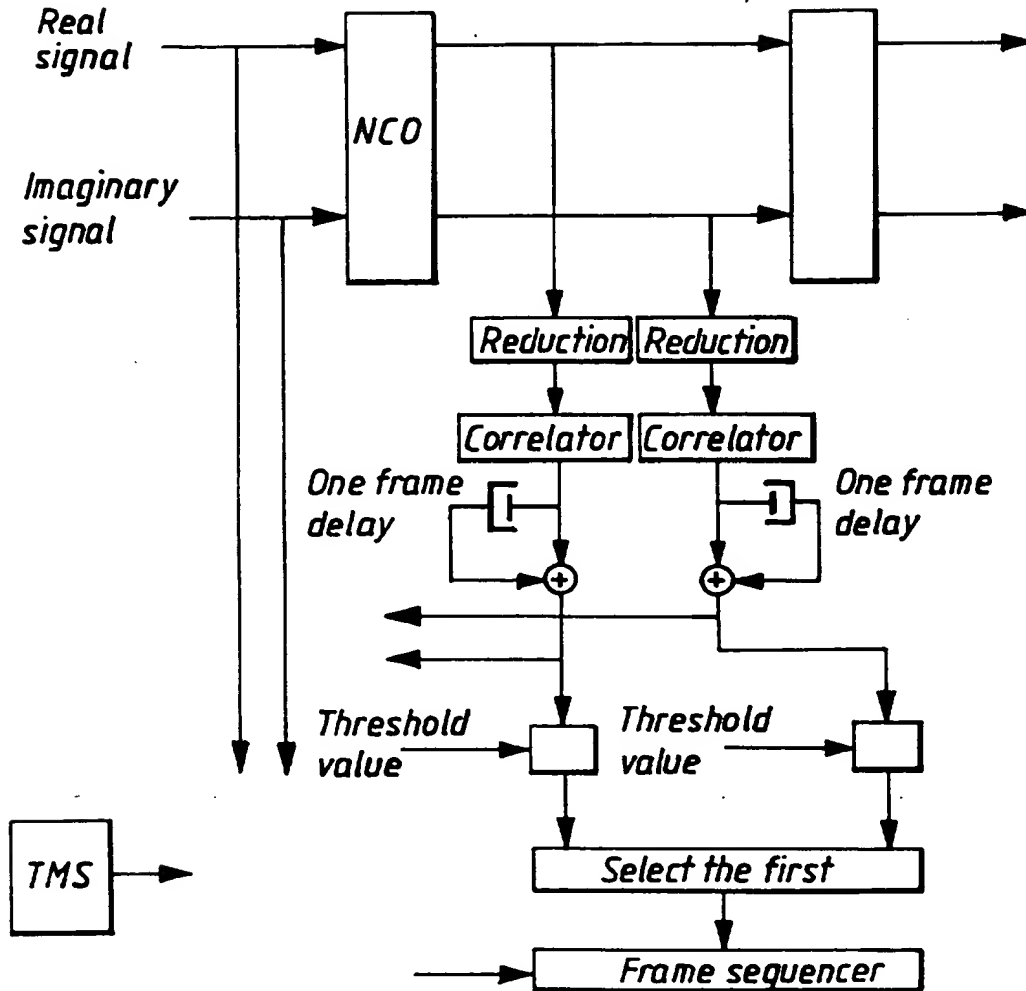 Real
signal
NCO
Imaginary
signal
Reduction
Reduction
Correlator
Correlator
One frame
delay
One frame
delay
+
+
Threshold
value
Threshold
value
TMS
Select the first
Frame sequencer